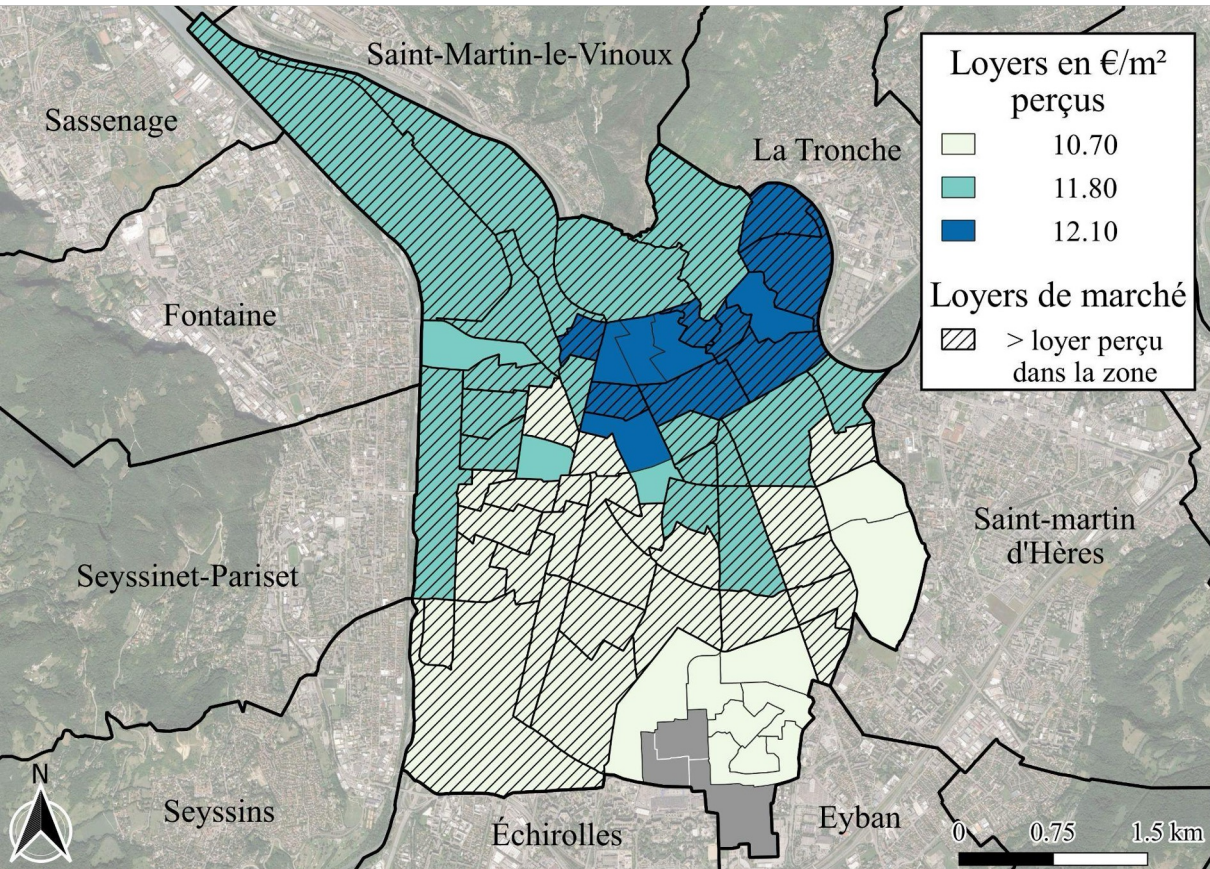 Saint-Martin-le-Vinoux
Sassenage
La Tronche
Fontaine
Seyssinet-Pariset
Saint-martin
d'Hères
Seyssins
Échirolles
Eyban
Loyers en €/m²
perçus
10.70
11.80
12.10
Loyers de marché
> loyer perçu
dans la zone
N
0 0.75 1.5 km